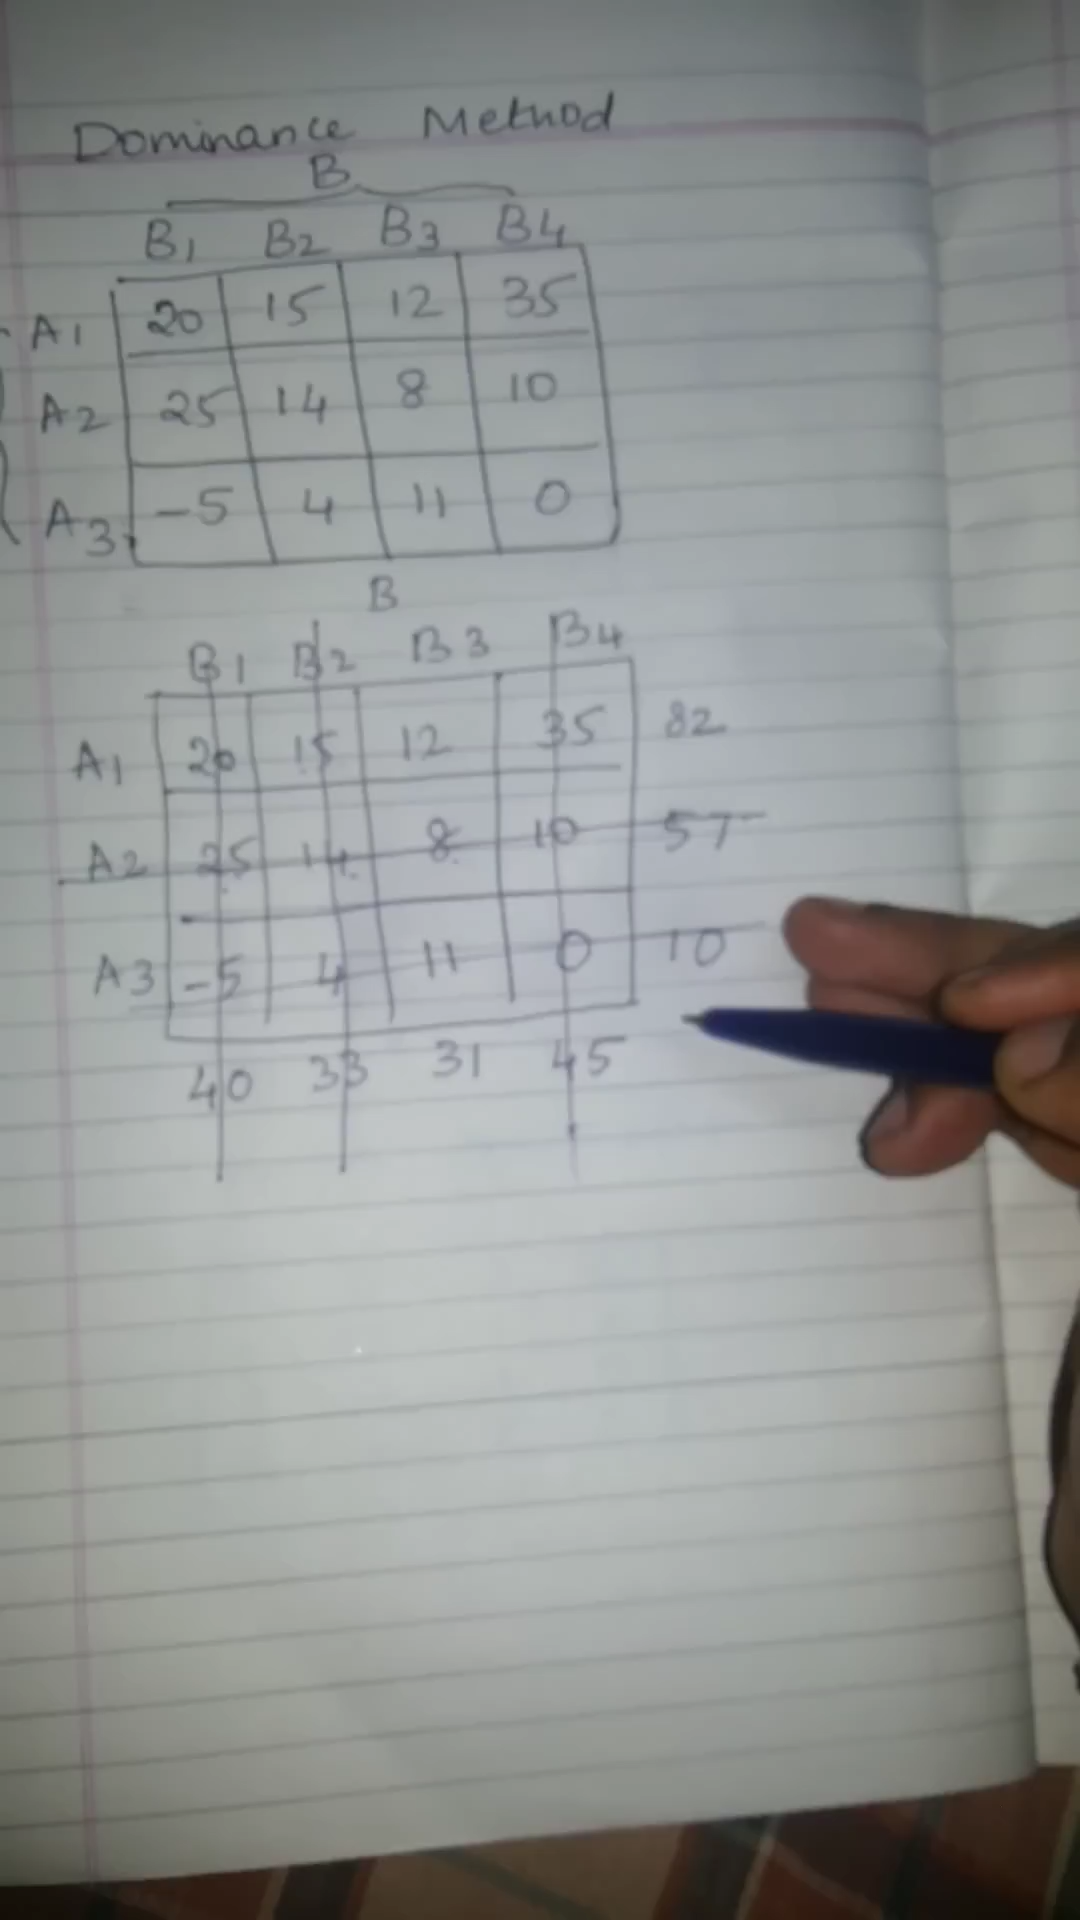 Dominance Method
B
B1 B2 B3 B4
A1 20 15 12 35
A2 25 14 8 10
A3 -5 4 11 0
B
B1 B2 B3 B4
A1 20 15 12 35 82
A2 25 14 8 10 57
A3 -5 4 11 0 10
40 33 31 45